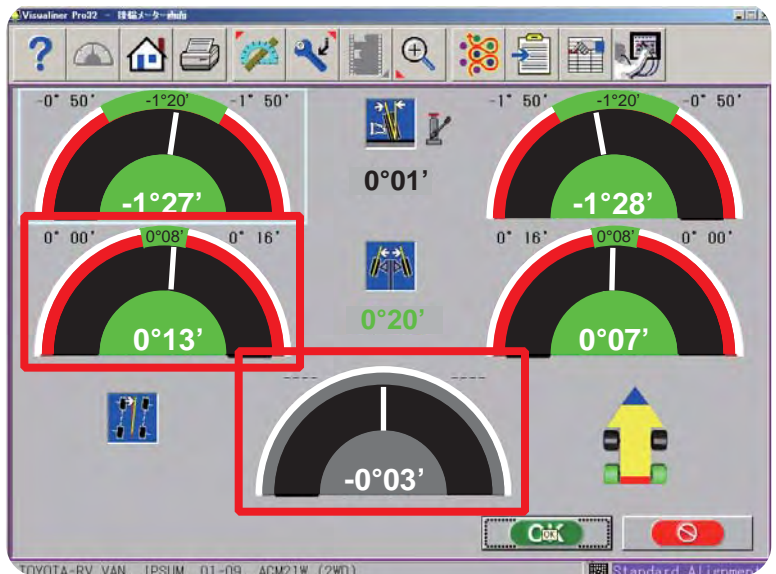 Visualiner Pro32 - 後輪メーター画面
?
-0° 50' -1°20' -1° 50'
-1° 50' -1°20' -0° 50'
-1°27'
0°01'
-1°28'
0° 00' 0°08' 0° 16'
0° 16' 0°08' 0° 00'
0°13'
0°20'
0°07'
---- ----
-0°03'
OK
TOYOTA-RV VAN IPSUM 01-09 ACM21W (2WD)
Standard Alignment